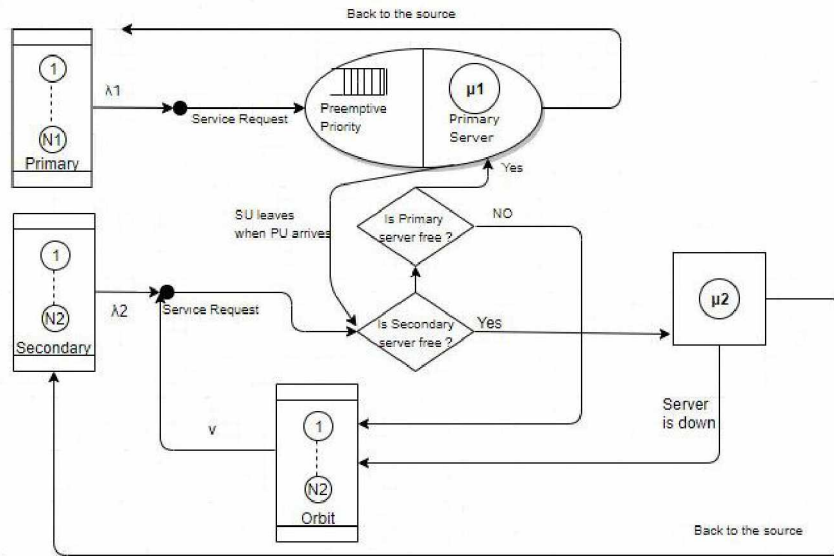 Back to the source
1
N1
Primary
λ1
Service Request
Preemptive
Priority
μ1
Primary
Server
Yes
SU leaves
when PU arrives
Is Primary
server free ?
NO
1
N2
Secondary
λ2
Service Request
Is Secondary
server free ?
Yes
μ2
Server
is down
v
1
N2
Orbit
Back to the source